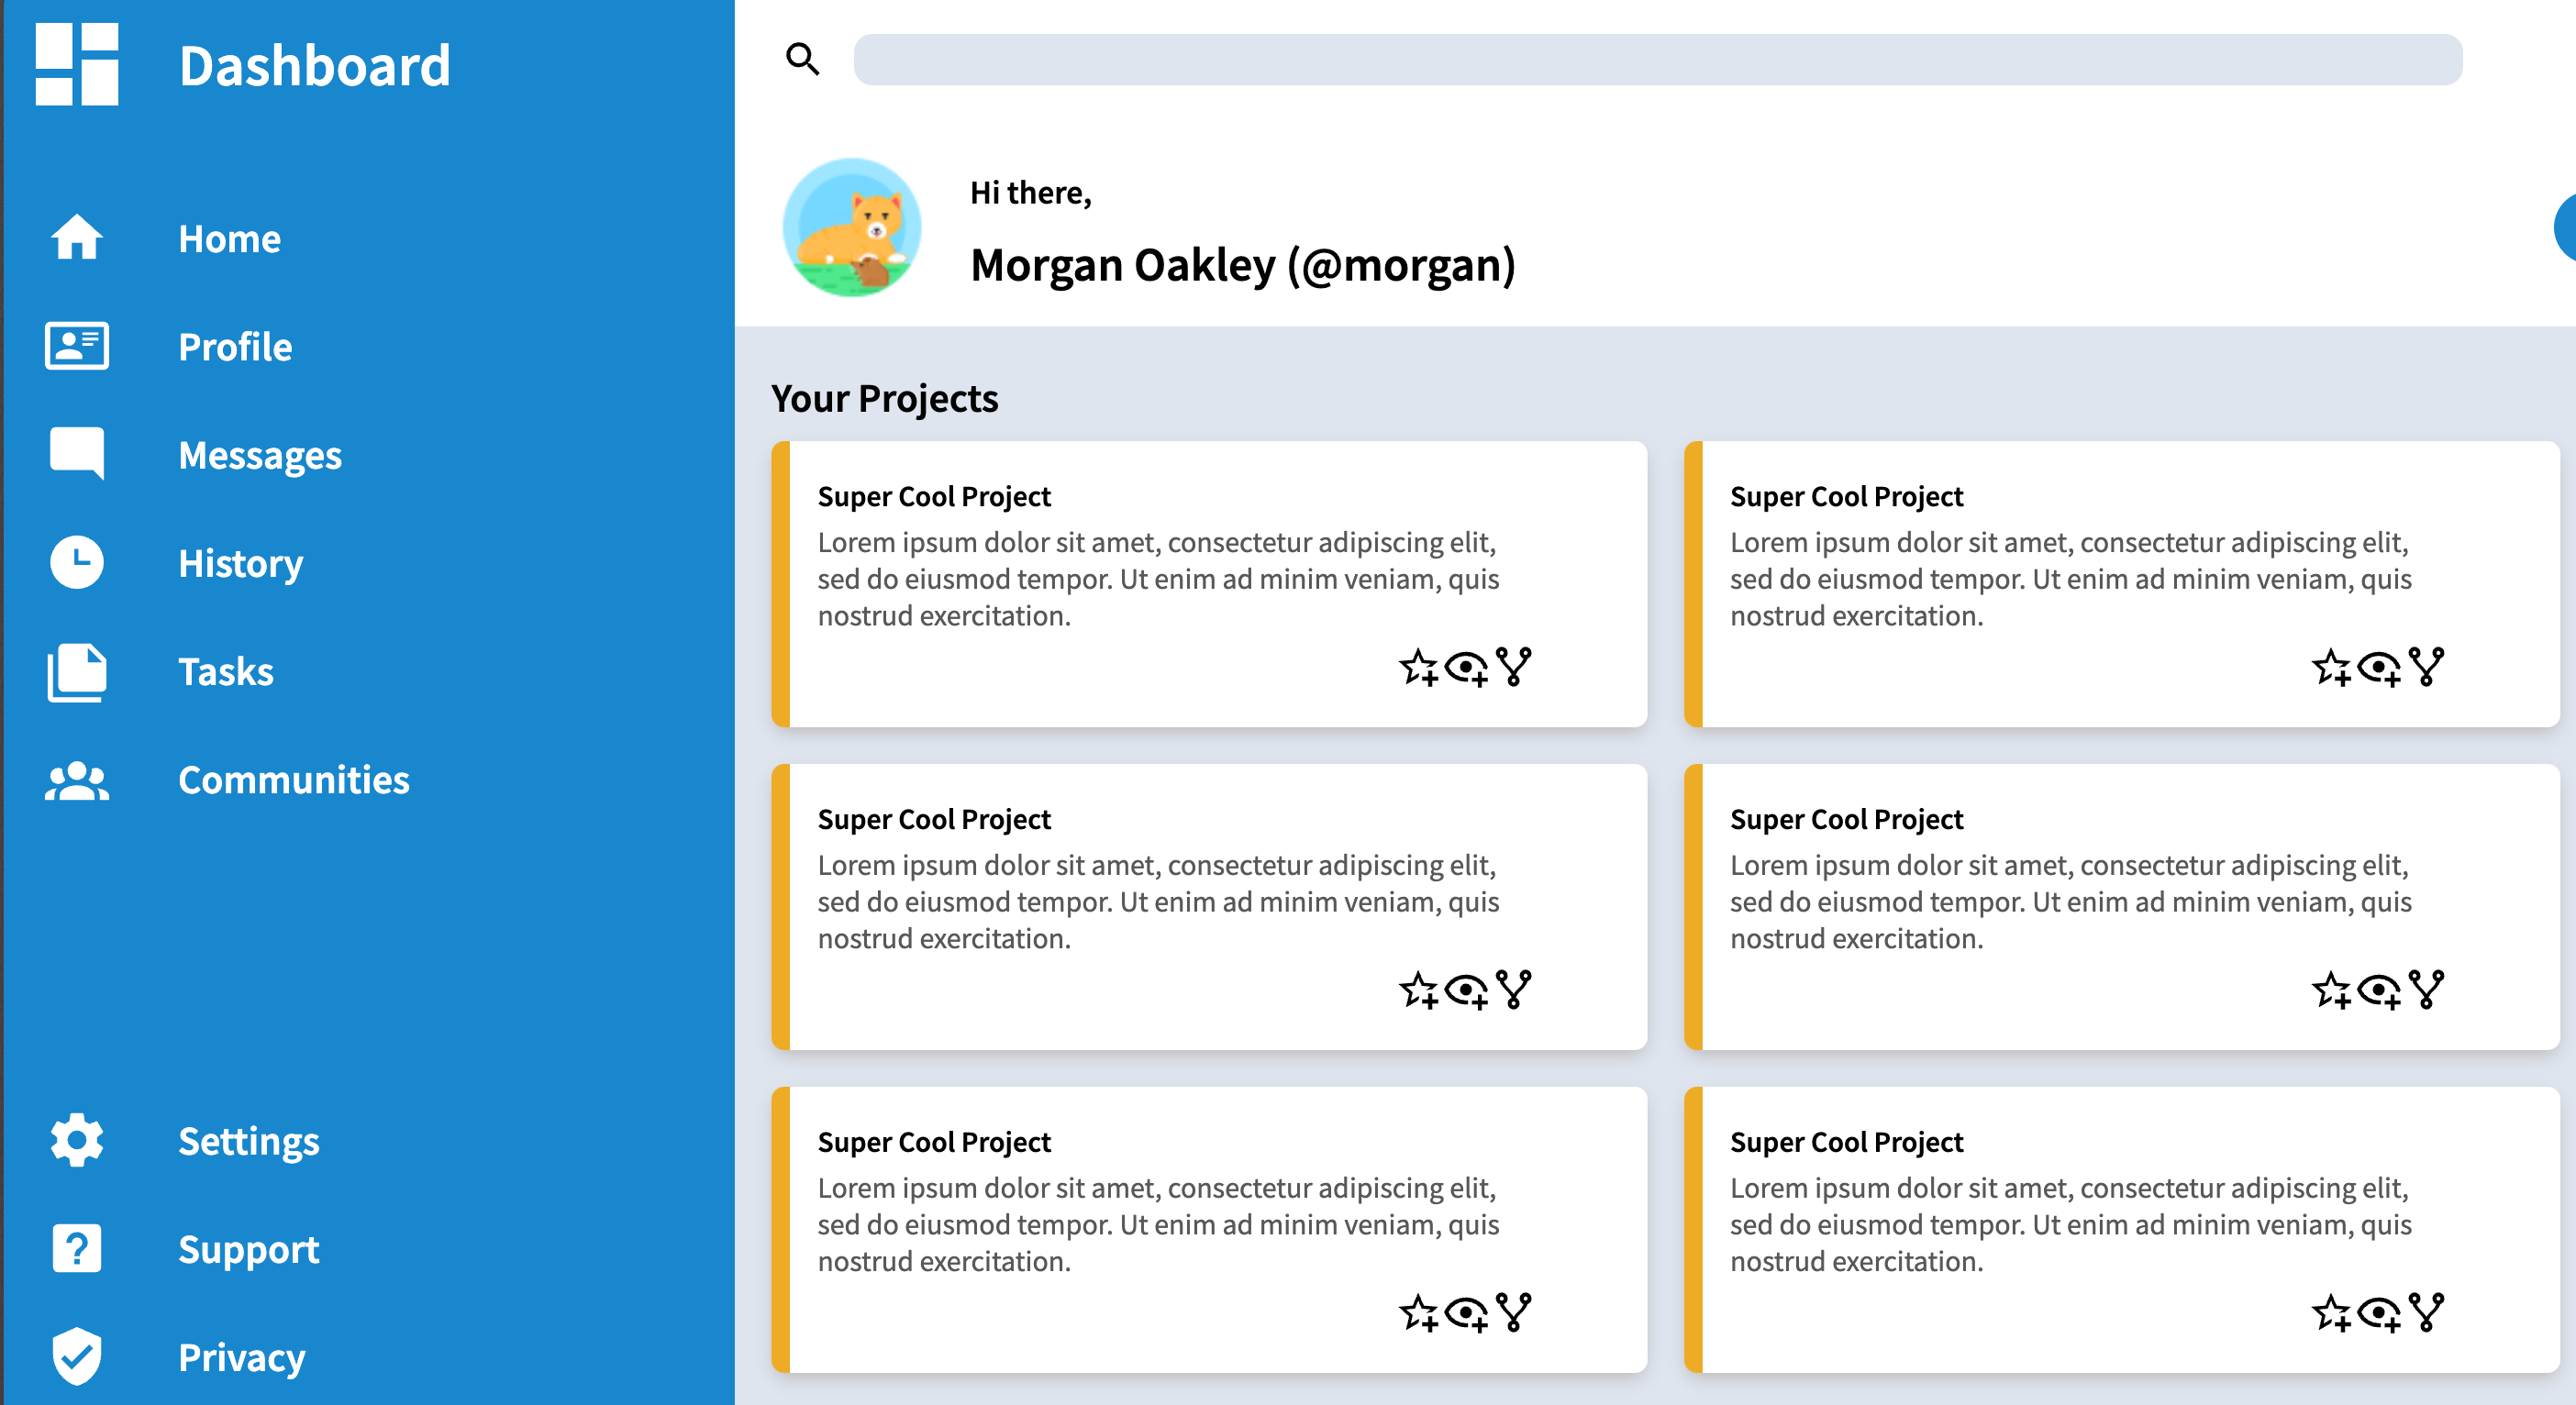 Dashboard
Home
Profile
Messages
History
Tasks
Communities
Settings
Support
Privacy
Hi there,
Morgan Oakley (@morgan)
Your Projects
Super Cool Project
Lorem ipsum dolor sit amet, consectetur adipiscing elit,
sed do eiusmod tempor. Ut enim ad minim veniam, quis
nostrud exercitation.
Super Cool Project
Lorem ipsum dolor sit amet, consectetur adipiscing elit,
sed do eiusmod tempor. Ut enim ad minim veniam, quis
nostrud exercitation.
Super Cool Project
Lorem ipsum dolor sit amet, consectetur adipiscing elit,
sed do eiusmod tempor. Ut enim ad minim veniam, quis
nostrud exercitation.
Super Cool Project
Lorem ipsum dolor sit amet, consectetur adipiscing elit,
sed do eiusmod tempor. Ut enim ad minim veniam, quis
nostrud exercitation.
Super Cool Project
Lorem ipsum dolor sit amet, consectetur adipiscing elit,
sed do eiusmod tempor. Ut enim ad minim veniam, quis
nostrud exercitation.
Super Cool Project
Lorem ipsum dolor sit amet, consectetur adipiscing elit,
sed do eiusmod tempor. Ut enim ad minim veniam, quis
nostrud exercitation.